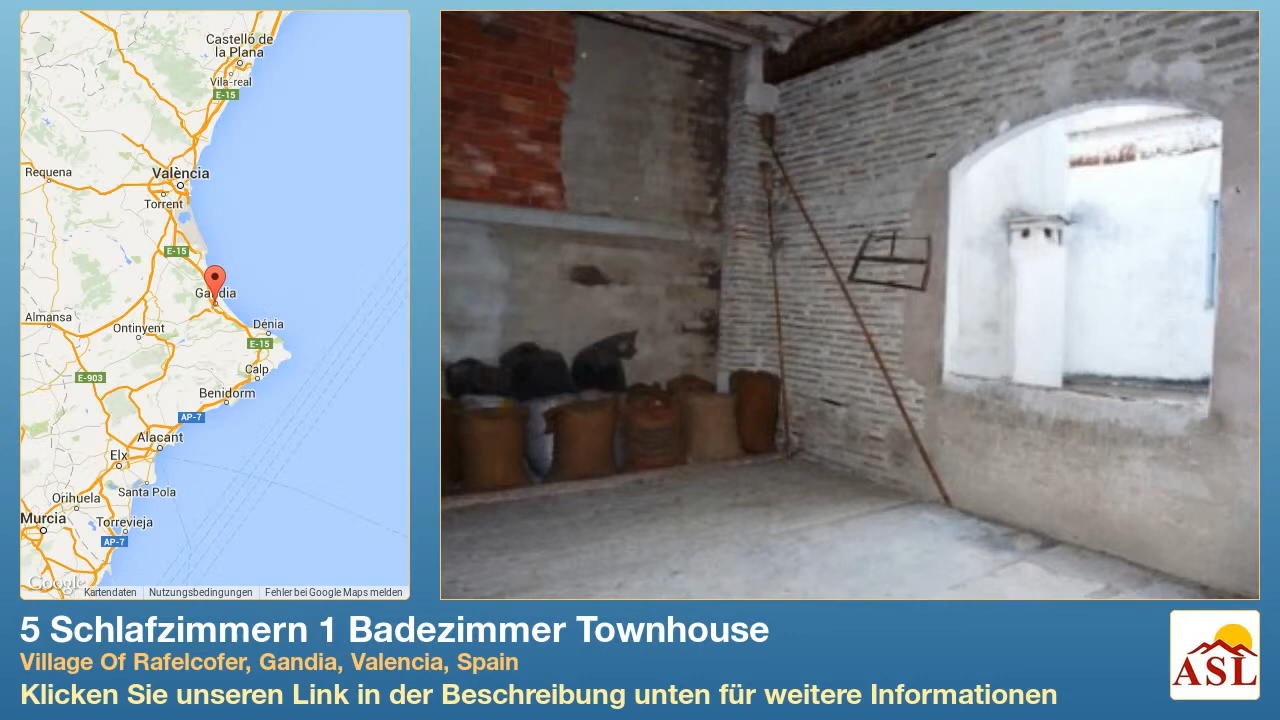 Castelló de
la Plana
Vila-real
E-15
Requena
València
Torrent
E-15
Gandia
Almansa
Ontinyent
Dénia
E-15
E-903
Calp
Benidorm
AP-7
Alacant
Elx
Santa Pola
Orihuela
Murcia
Torrevieja
AP-7
Google
Kartendaten
Nutzungsbedingungen
Fehler bei Google Maps melden
5 Schlafzimmern 1 Badezimmer Townhouse
Village Of Rafelcofer, Gandia, Valencia, Spain
Klicken Sie unseren Link in der Beschreibung unten für weitere Informationen
ASL